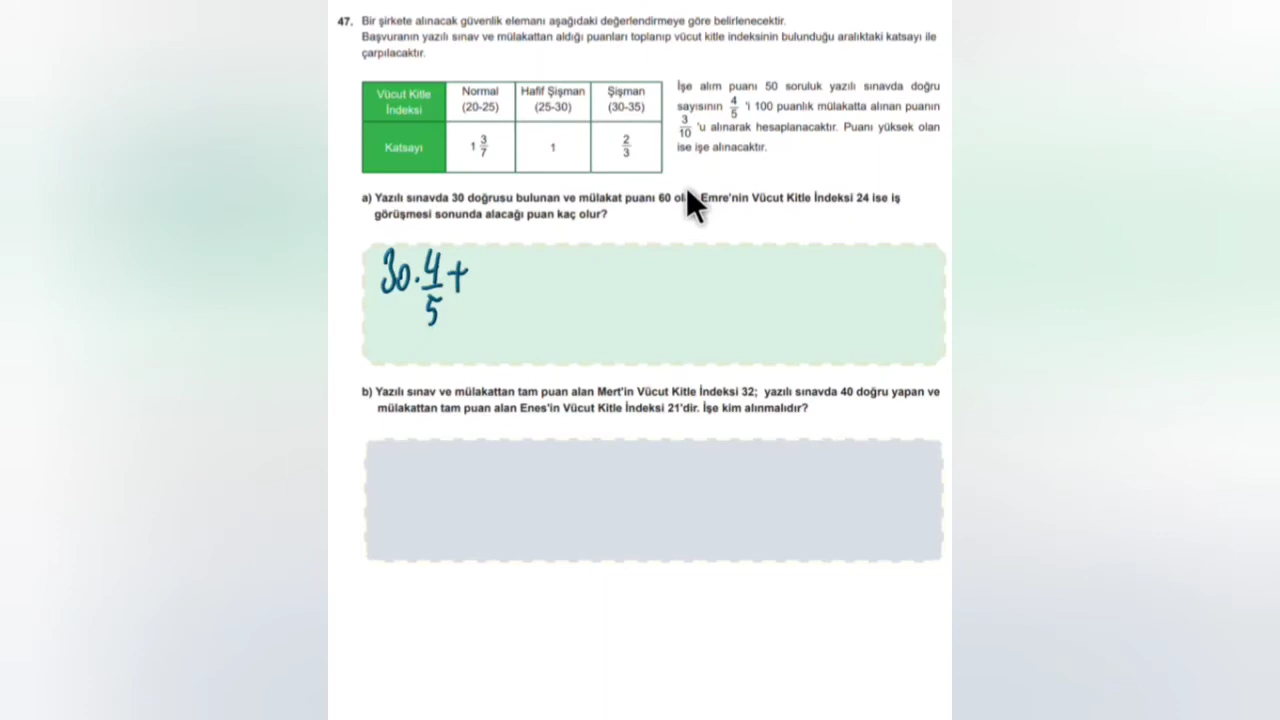 47. Bir şirkete alınacak güvenlik elemanı aşağıdaki değerlendirmeye göre belirlenecektir.
Başvuranın yazılı sınav ve mülakattan aldığı puanları toplanıp vücut kitle indeksinin bulunduğu aralıktaki katsayı ile
çarpılacaktır.
Vücut Kitle İndeksi
Normal (20-25)
Hafif Şişman (25-30)
Şişman (30-35)
Katsayı
1 3/7
1
2/3
İşe alım puanı 50 soruluk yazılı sınavda doğru
sayısının 4/5 'i 100 puanlık mülakatta alınan puanın
3/10 'u alınarak hesaplanacaktır. Puanı yüksek olan
ise işe alınacaktır.
a) Yazılı sınavda 30 doğrusu bulunan ve mülakat puanı 60 Emre'nin Vücut Kitle İndeksi 24 ise iş
görüşmesi sonunda alacağı puan kaç olur?
30 . 4/5 +
b) Yazılı sınav ve mülakattan tam puan alan Mert'in Vücut Kitle İndeksi 32; yazılı sınavda 40 doğru yapan ve
mülakattan tam puan alan Enes'in Vücut Kitle İndeksi 21'dir. İşe kim alınmalıdır?